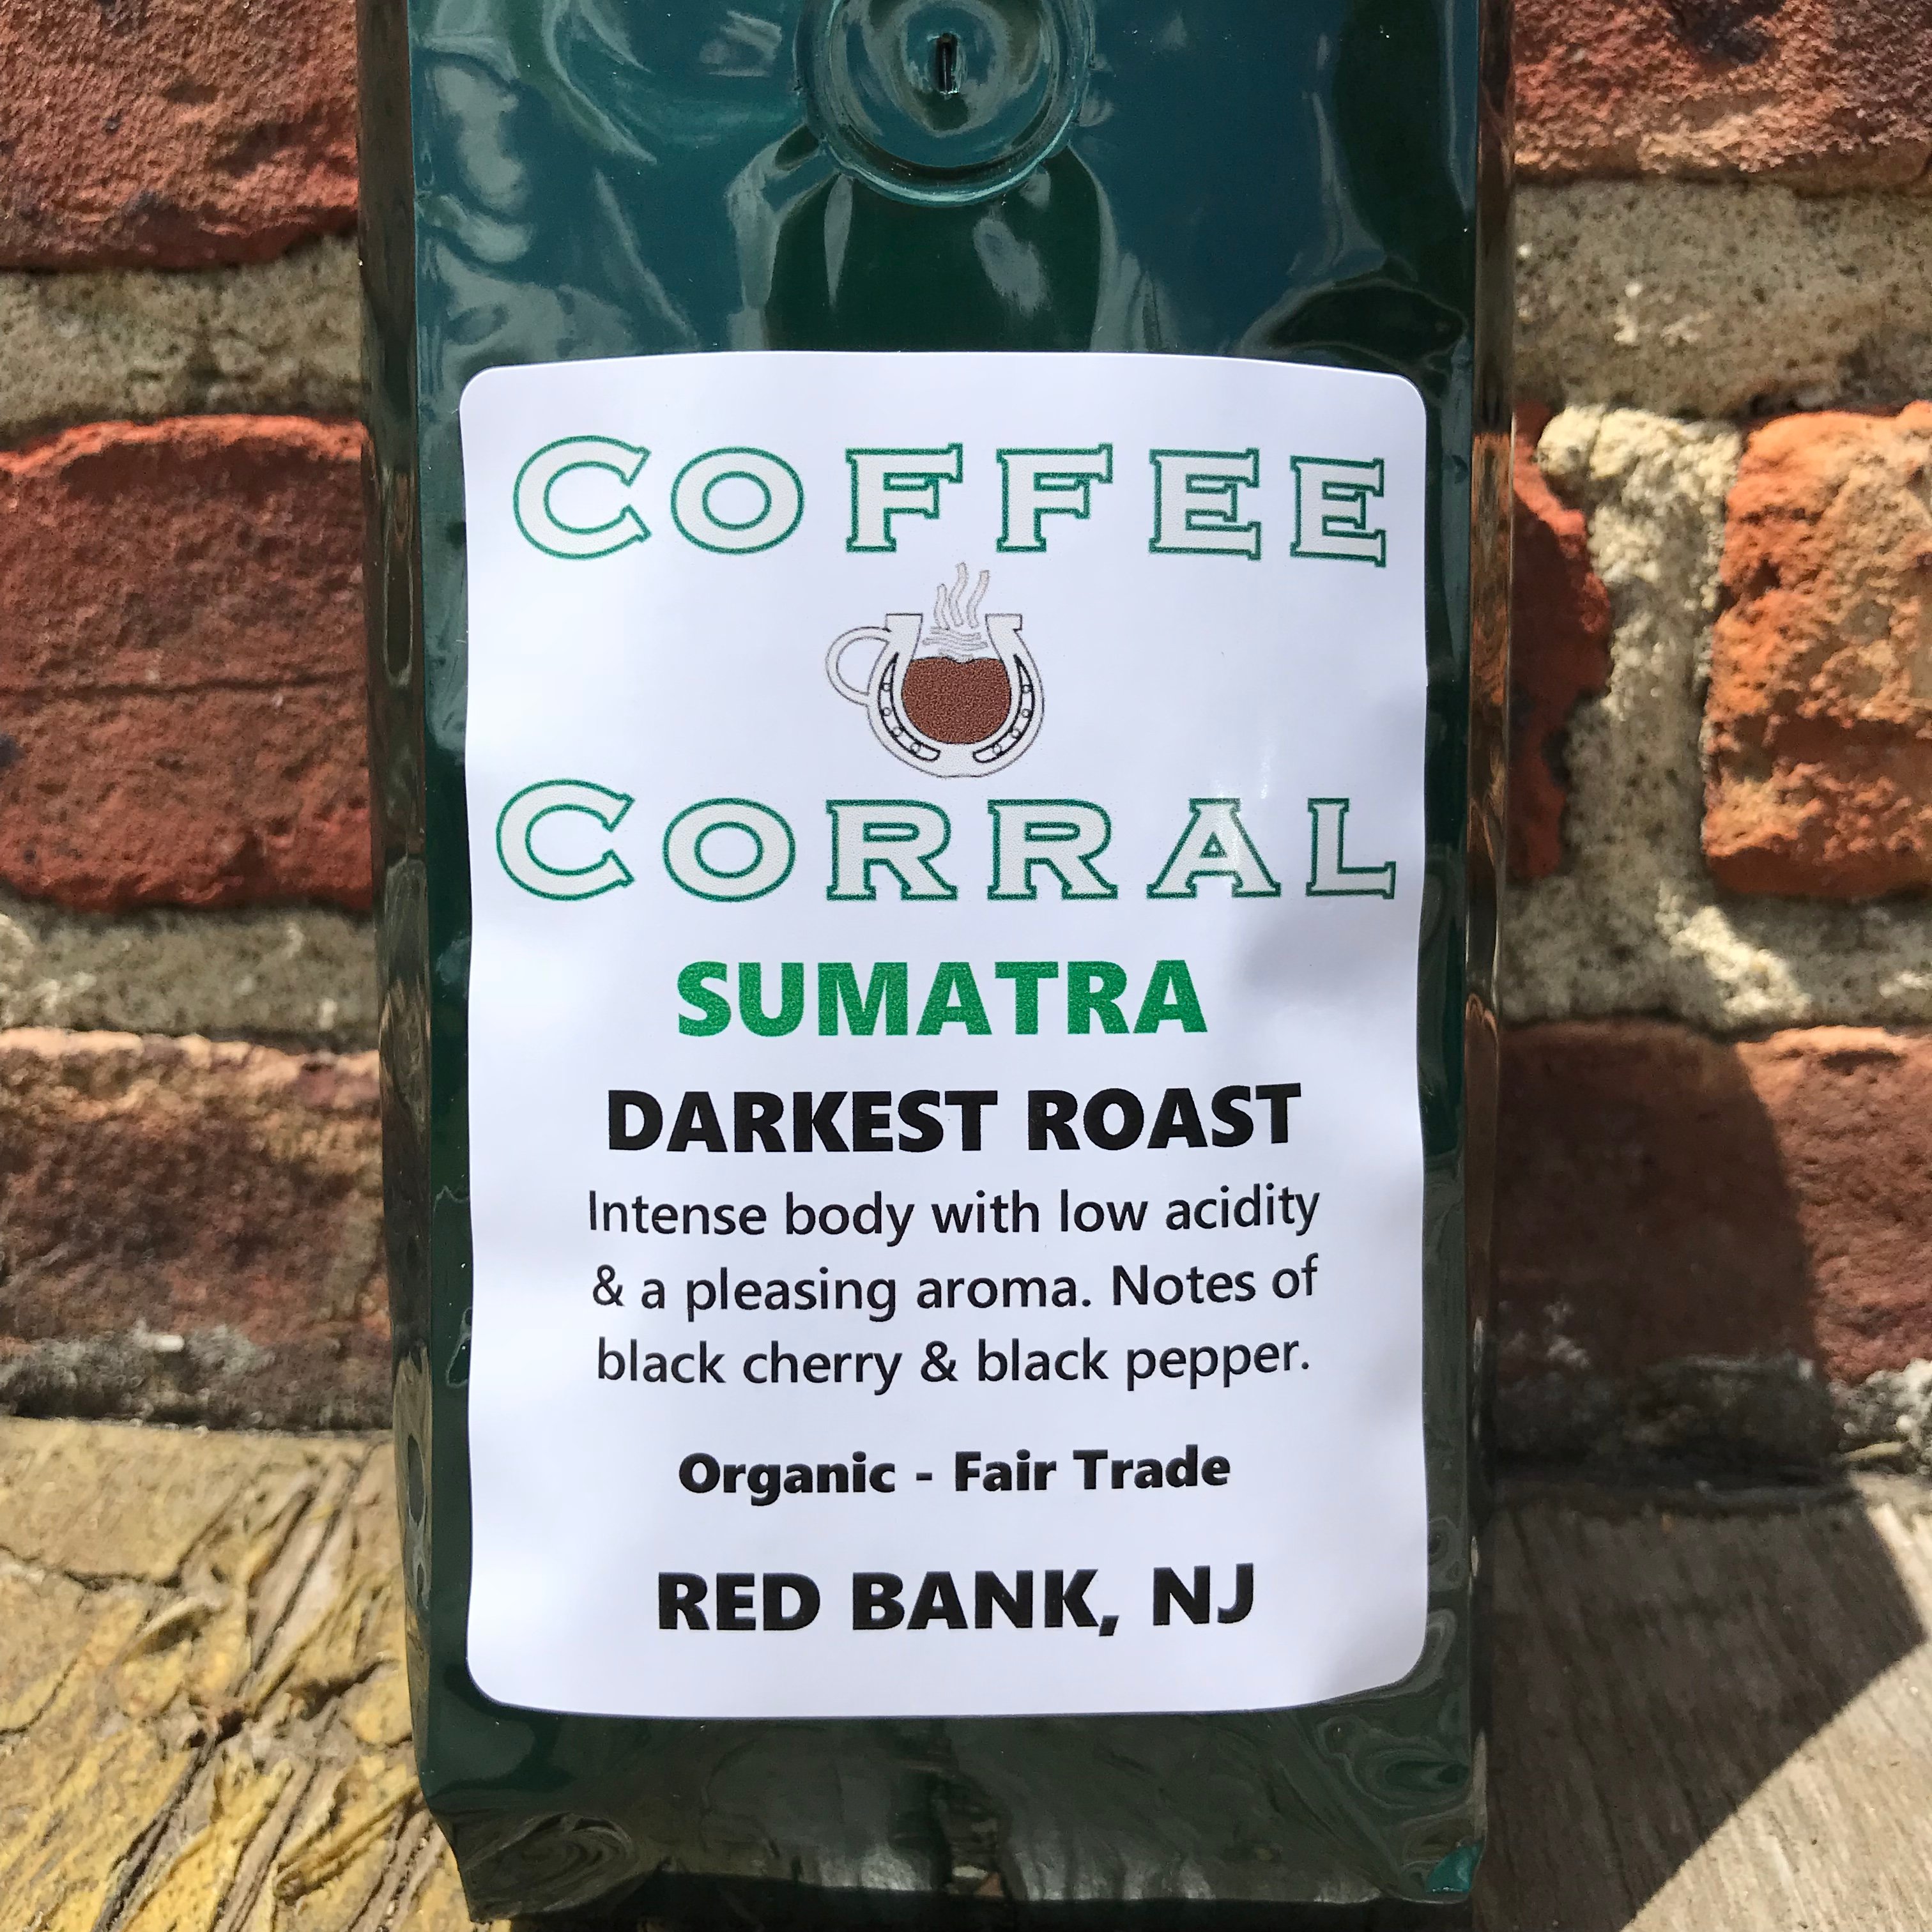 COFFEE
CORRAL
SUMATRA
DARKEST ROAST
Intense body with low acidity
& a pleasing aroma. Notes of
black cherry & black pepper.
Organic - Fair Trade
RED BANK, NJ